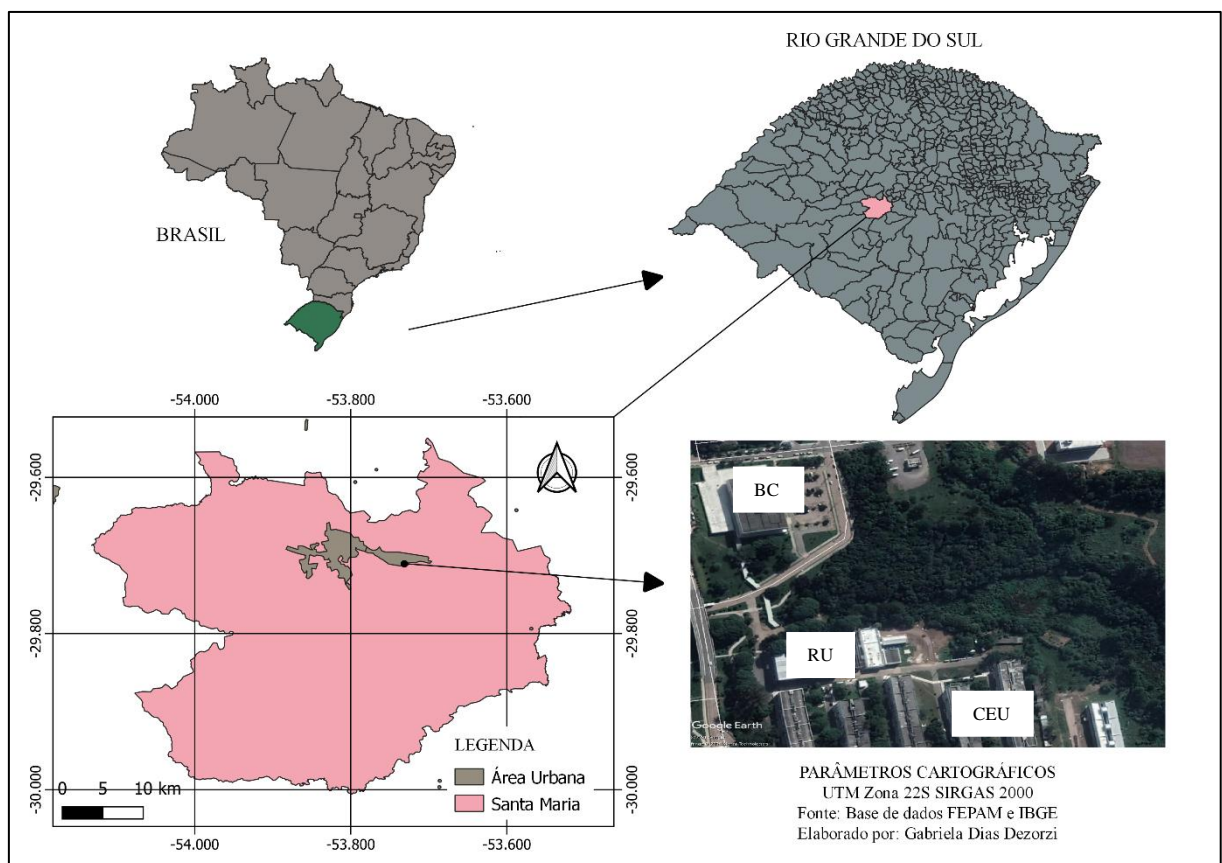 RIO GRANDE DO SUL
BRASIL
-54.000
-53.800
-53.600
-29.600
-29.600
-29.800
-29.800
-30.000
-30.000
LEGENDA
Área Urbana
Santa Maria
0 5 10 km
-54.000
-53.800
-53.600
BC
RU
CEU
Google Earth
PARÂMETROS CARTOGRÁFICOS
UTM Zona 22S SIRGAS 2000
Fonte: Base de dados FEPAM e IBGE
Elaborado por: Gabriela Dias Dezorzi